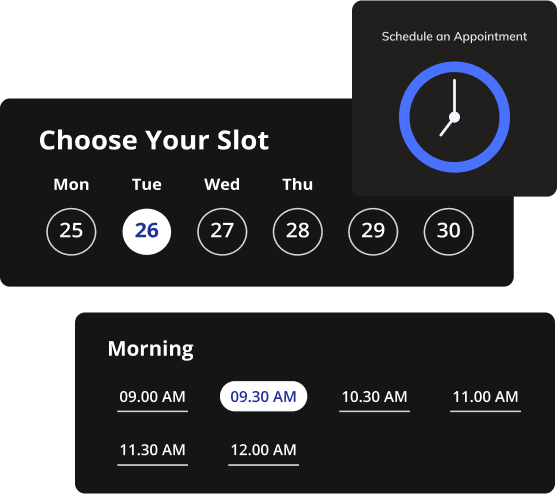 Schedule an Appointment
Choose Your Slot
Mon Tue Wed Thu
25 26 27 28 29 30
Morning
09.00 AM 09.30 AM 10.30 AM 11.00 AM
11.30 AM 12.00 AM